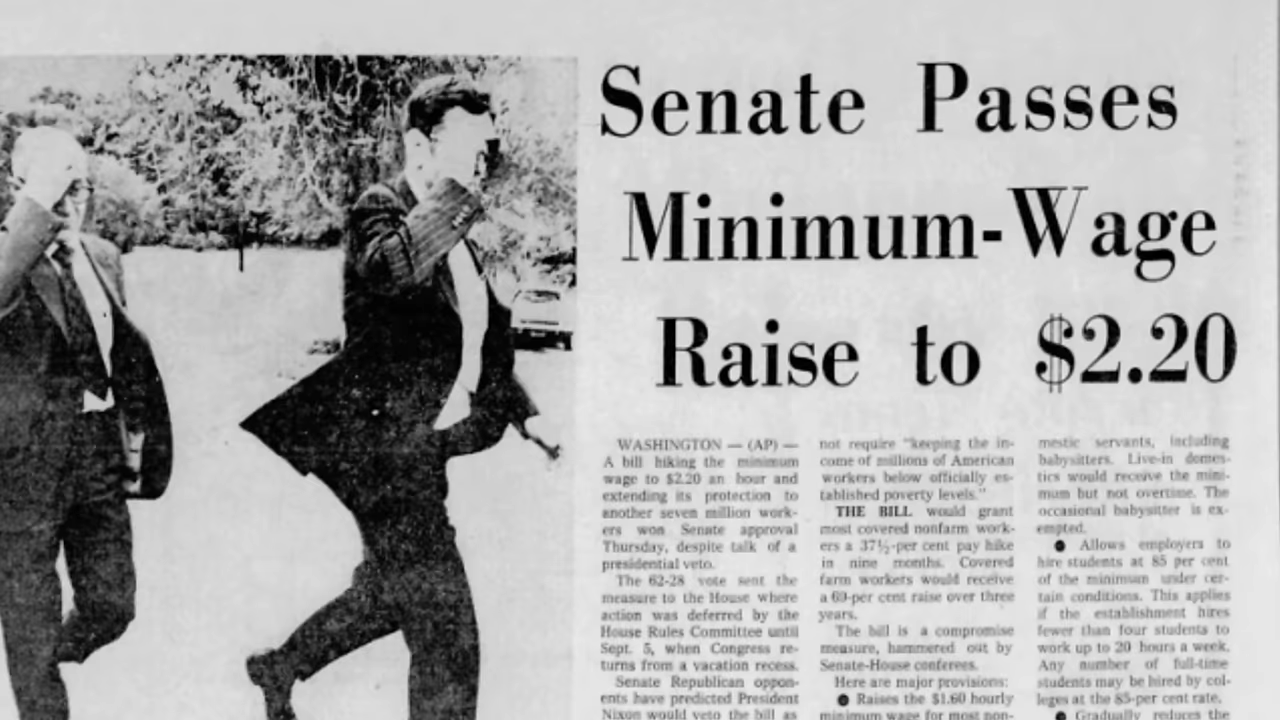 Senate Passes
Minimum-Wage
Raise to $2.20
WASHINGTON — (AP) —
A bill hiking the minimum
wage to $2.20 an hour and
extending its protection to
another seven million work-
ers won Senate approval
Thursday, despite talk of a
presidential veto.
The 62-28 vote sent the
measure to the House where
action was deferred by the
House Rules Committee until
Sept. 5, when Congress re-
turns from a vacation recess.
Senate Republican oppon-
ents have predicted President
Nixon would veto the bill as
not require "keeping the in-
come of millions of American
workers below officially es-
tablished poverty levels."
THE BILL would grant
most covered nonfarm work-
ers a 37½-per cent pay hike
in nine months. Covered
farm workers would receive
a 69-per cent raise over three
years.
The bill is a compromise
measure, hammered out by
Senate-House conferees.
Here are major provisions:
● Raises the $1.60 hourly
minimum wage for most non-
mestic servants, including
babysitters. Live-in domes-
tics would receive the mini-
mum but not overtime. The
occasional babysitter is ex-
empted.
● Allows employers to
hire students at 85 per cent
of the minimum under cer-
tain conditions. This applies
if the establishment hires
fewer than four students to
work up to 20 hours a week.
Any number of full-time
students may be hired by col-
leges at the 85-per cent rate.
● Gradually reduces the